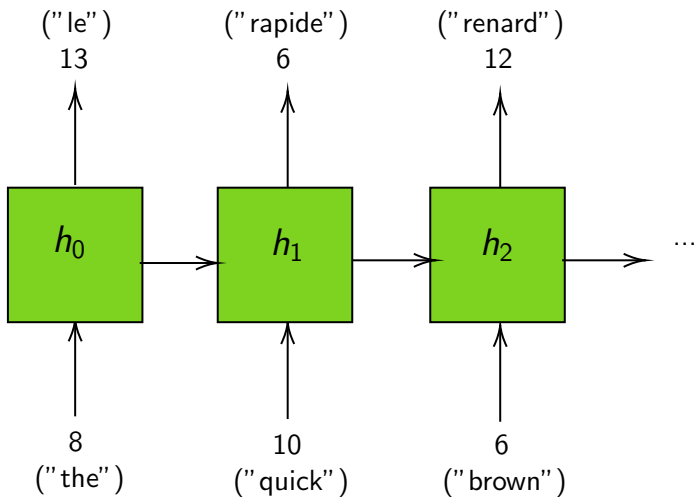 ("le") ("rapide") ("renard")
13 6 12
h₀ h₁ h₂ ...
8 10 6
("the") ("quick") ("brown")